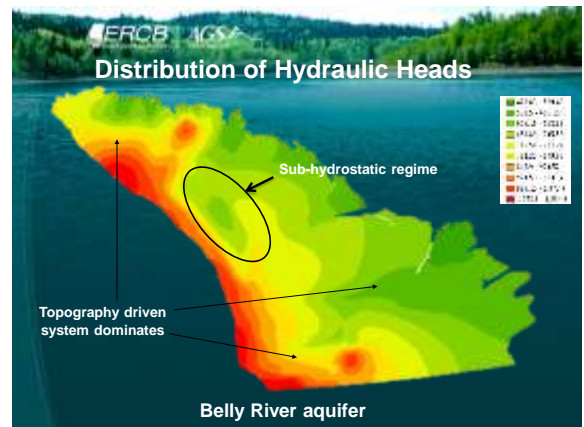 ERCB AGS
Distribution of Hydraulic Heads
Sub-hydrostatic regime
Topography driven
system dominates
Belly River aquifer